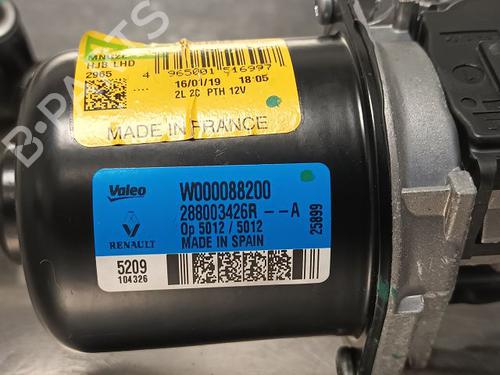 HJB LHD
2965
4 965001 516997
16/01/19 18:05
2L 2C PTH 12V
MADE IN FRANCE
Valeo
W000088200
288003426R--A
Op 5012 / 5012
RENAULT
MADE IN SPAIN
25899
5209
104326
B-PARTS